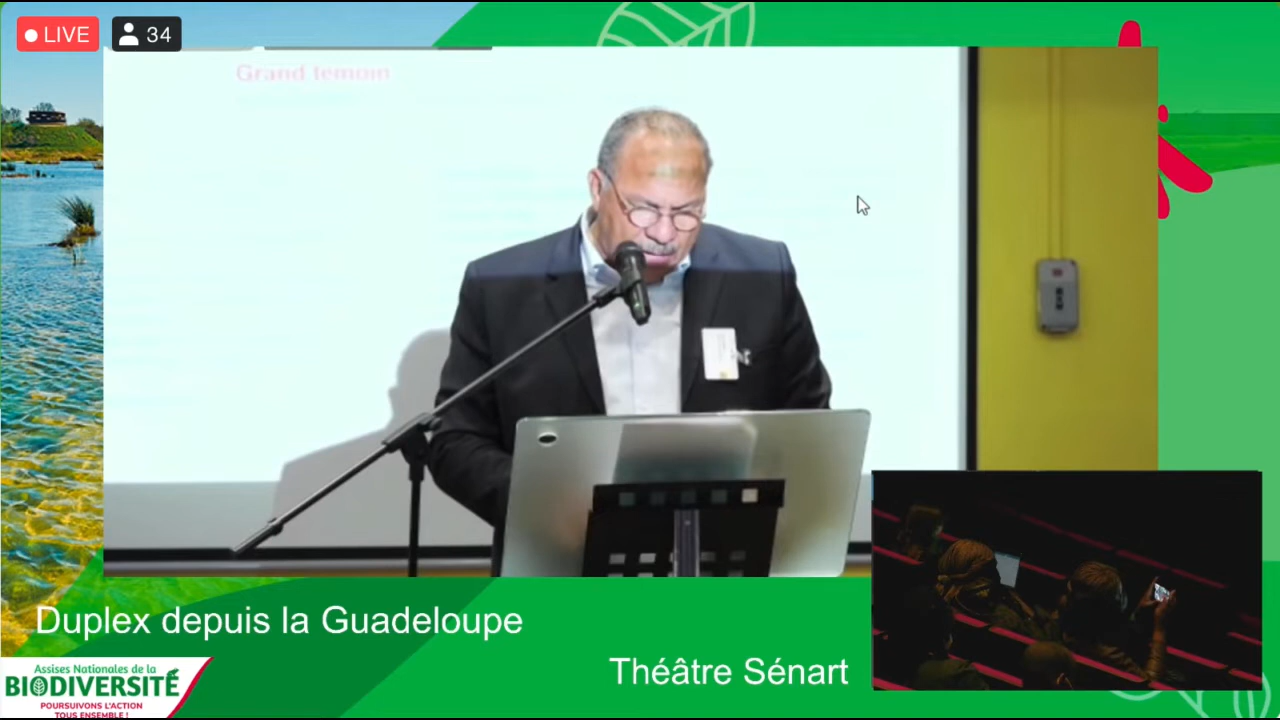 LIVE
34
Grand temoin
Duplex depuis la Guadeloupe
Théâtre Sénart
Assises Nationales de la
BIODIVERSITÉ
POURSUIVONS L'ACTION
TOUS ENSEMBLE !